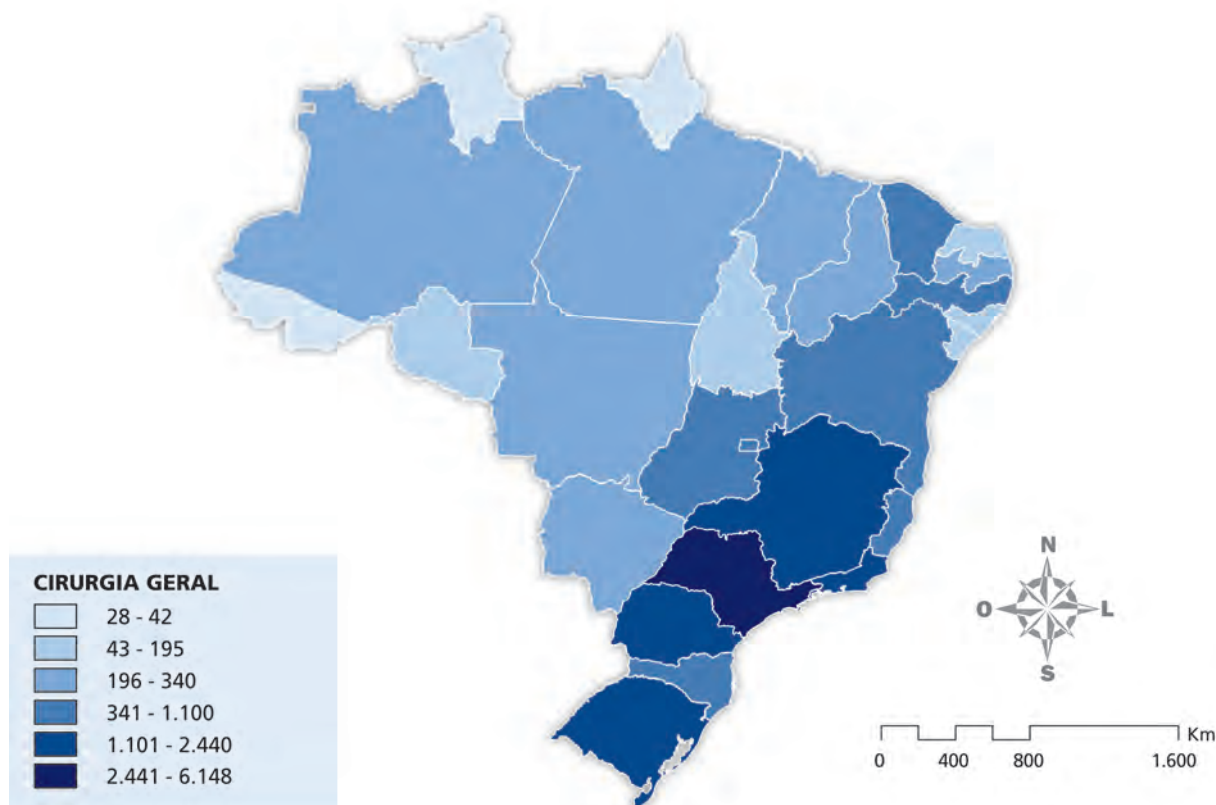 CIRURGIA GERAL
28 - 42
43 - 195
196 - 340
341 - 1.100
1.101 - 2.440
2.441 - 6.148
N
O
L
S
Km
0 400 800 1.600